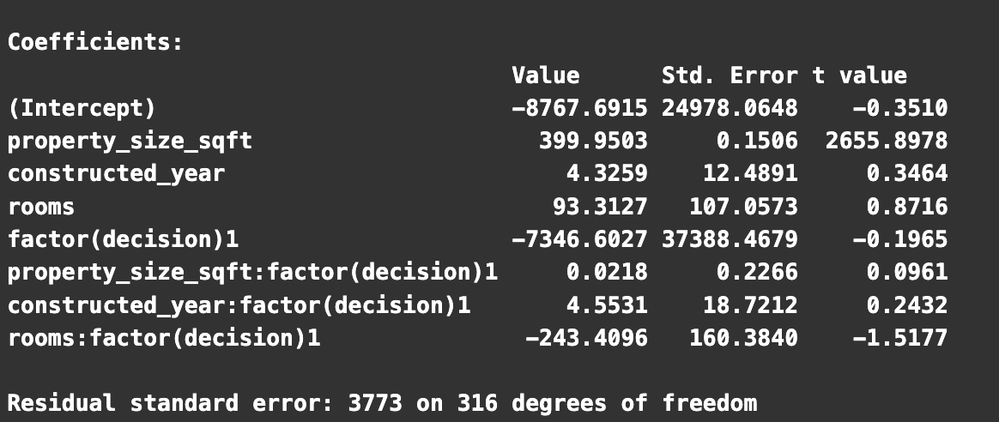 Coefficients:
Value Std. Error t value
(Intercept) -8767.6915 24978.0648 -0.3510
property_size_sqft 399.9503 0.1506 2655.8978
constructed_year 4.3259 12.4891 0.3464
rooms 93.3127 107.0573 0.8716
factor(decision)1 -7346.6027 37388.4679 -0.1965
property_size_sqft:factor(decision)1 0.0218 0.2266 0.0961
constructed_year:factor(decision)1 4.5531 18.7212 0.2432
rooms:factor(decision)1 -243.4096 160.3840 -1.5177
Residual standard error: 3773 on 316 degrees of freedom